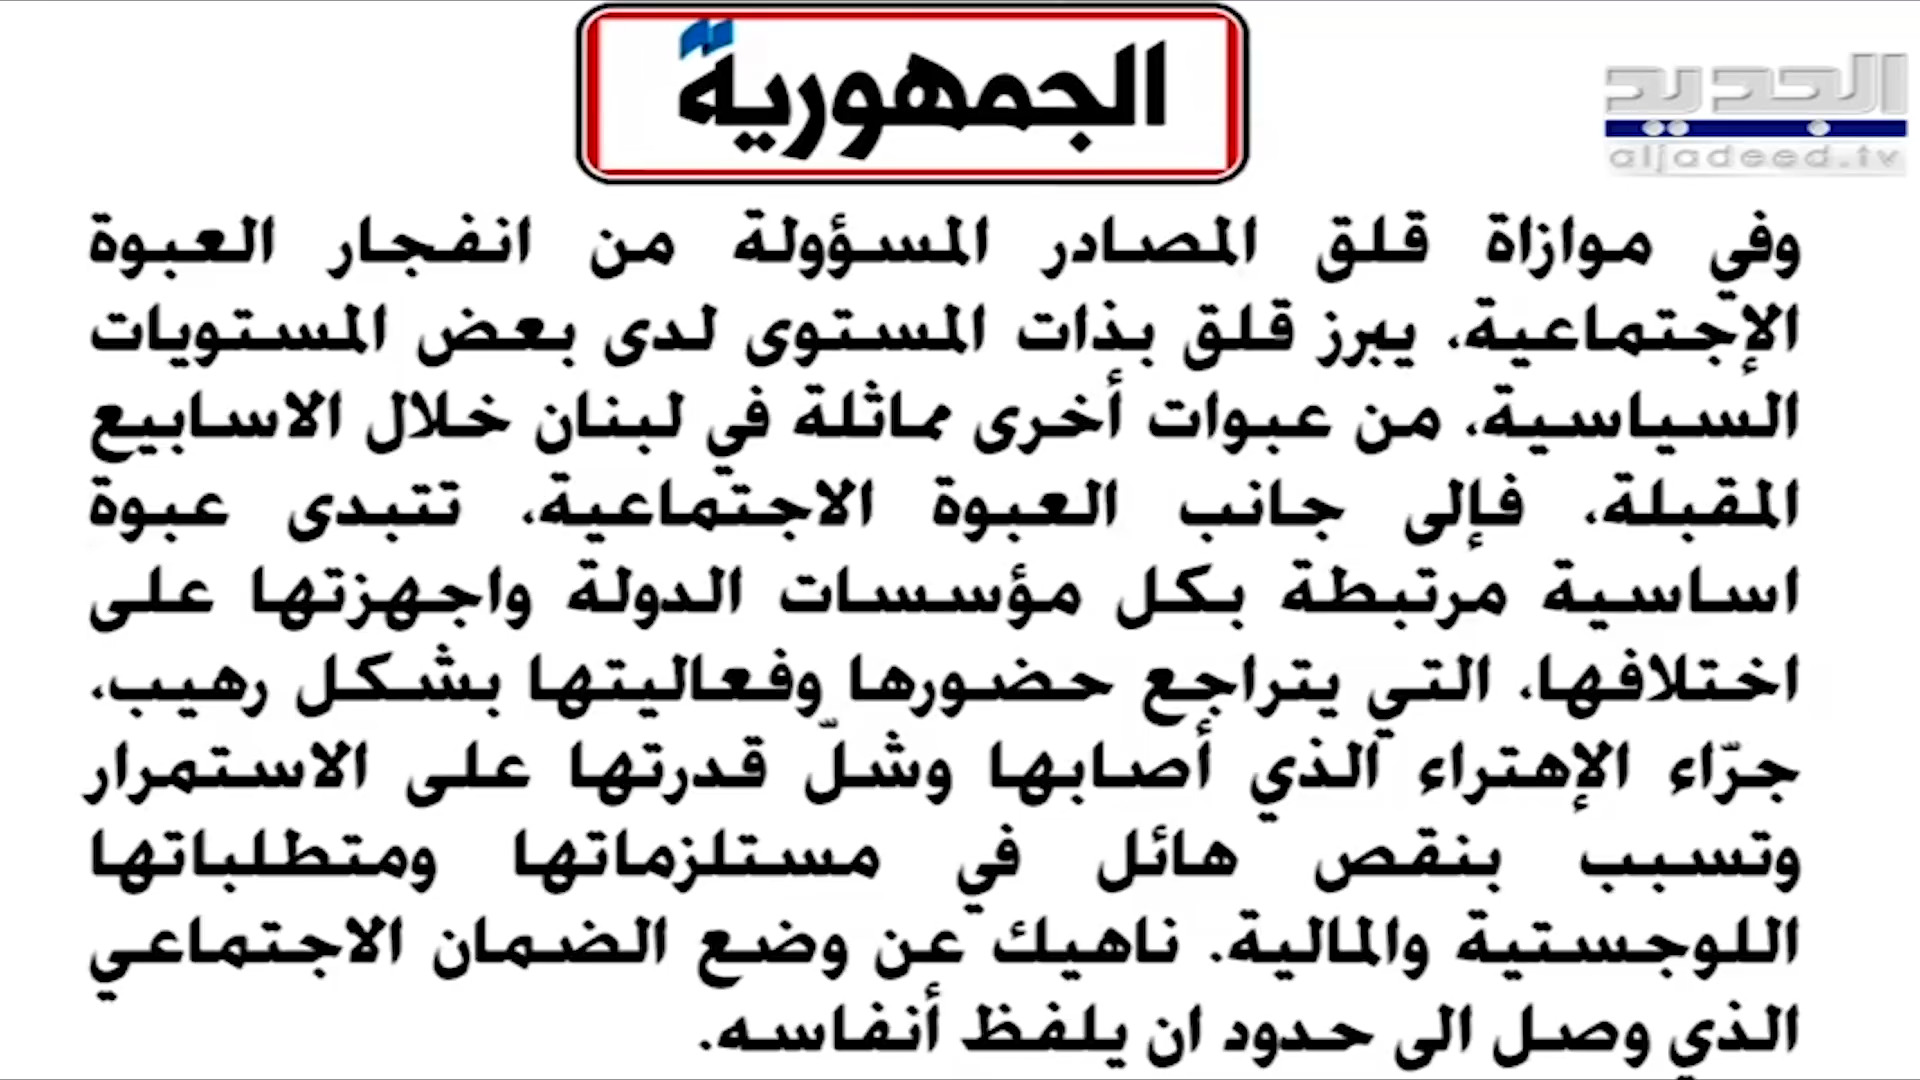 الجمهورية
الجديد
aljadeed.tv
وفي موازاة قلق المصادر المسؤولة من انفجار العبوة
الإجتماعية، يبرز قلق بذات المستوى لدى بعض المستويات
السياسية، من عبوات أخرى مماثلة في لبنان خلال الاسابيع
المقبلة، فإلى جانب العبوة الاجتماعية، تتبدى عبوة
اساسية مرتبطة بكل مؤسسات الدولة واجهزتها على
اختلافها، التي يتراجع حضورها وفعاليتها بشكل رهيب،
جرّاء الإهتراء الذي أصابها وشلّ قدرتها على الاستمرار
وتسبب بنقص هائل في مستلزماتها ومتطلباتها
اللوجستية والمالية. ناهيك عن وضع الضمان الاجتماعي
الذي وصل الى حدود ان يلفظ أنفاسه.